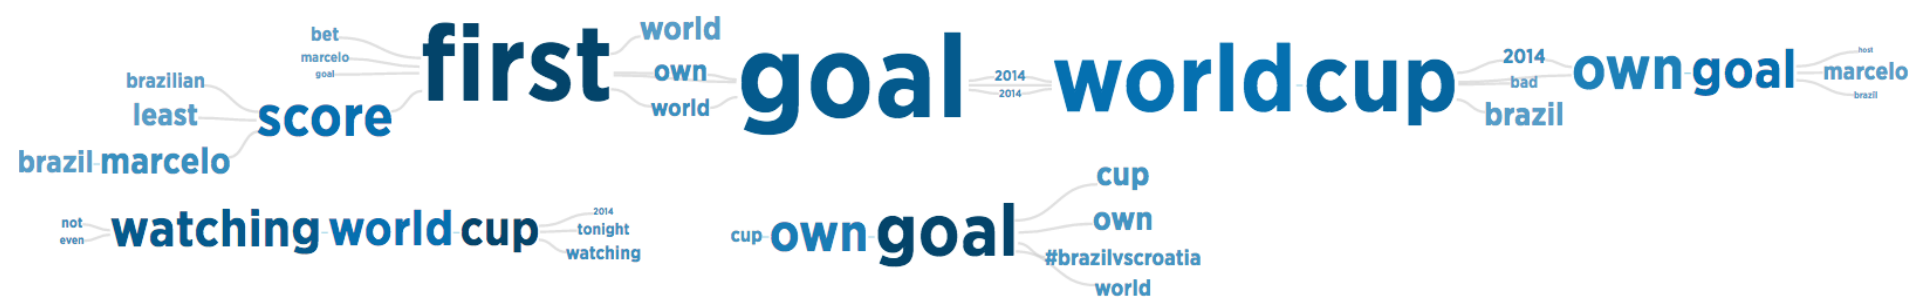 bet
marcelo
goal
brazilian
least
brazil marcelo
score
first
world
own
world
goal
2014
2014
world cup
2014
bad
brazil
own goal
host
marcelo
brazil
not
even
watching world cup
2014
tonight
watching
cup own goal
cup
own
#brazilvscroatia
world